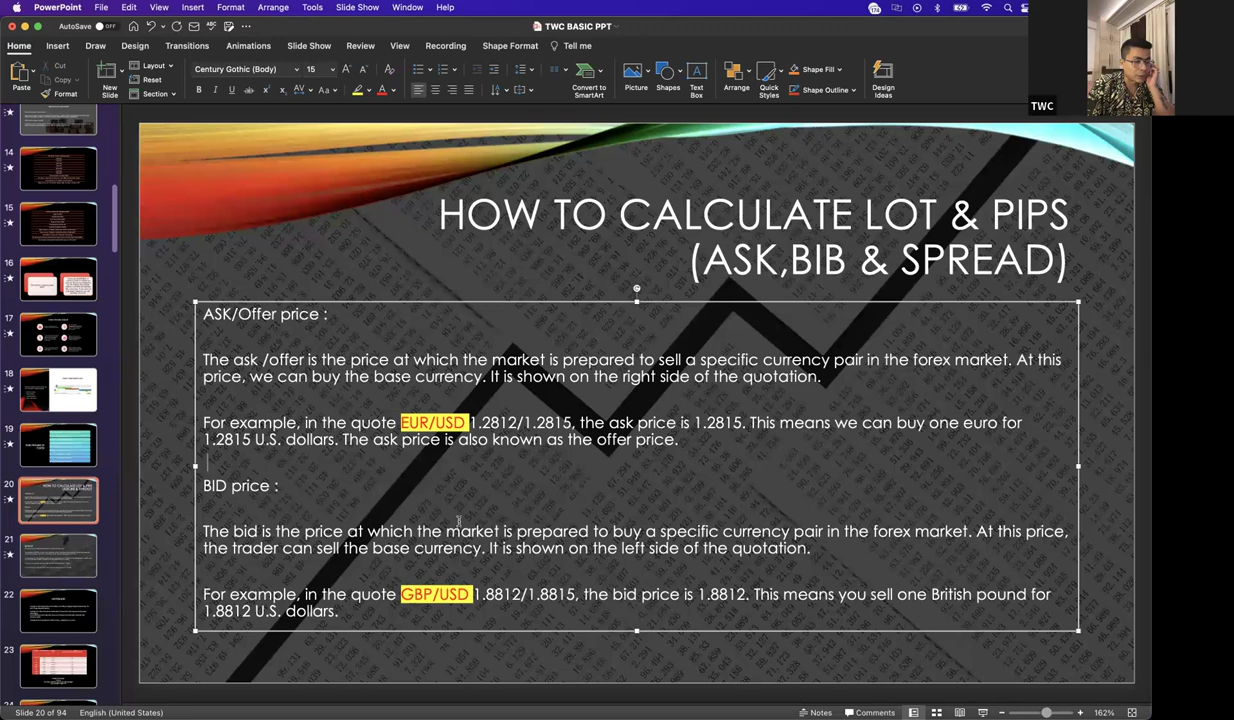 PowerPoint File Edit View Insert Format Arrange Tools Slide Show Window Help
AutoSave OFF TWC BASIC PPT
Home Insert Draw Design Transitions Animations Slide Show Review View Recording Shape Format Tell me
Paste Cut Copy Format
New Slide Layout Reset Section
Century Gothic (Body) 15
Convert to SmartArt
Picture Shapes Text Box Arrange Quick Styles Shape Fill Shape Outline Design Ideas
TWC
14
15
16
17
18
19
20
21
22
23
HOW TO CALCULATE LOT & PIPS
(ASK,BIB & SPREAD)
ASK/Offer price :
The ask /offer is the price at which the market is prepared to sell a specific currency pair in the forex market. At this
price, we can buy the base currency. It is shown on the right side of the quotation.
For example, in the quote EUR/USD 1.2812/1.2815, the ask price is 1.2815. This means we can buy one euro for
1.2815 U.S. dollars. The ask price is also known as the offer price.
BID price :
The bid is the price at which the market is prepared to buy a specific currency pair in the forex market. At this price,
the trader can sell the base currency. It is shown on the left side of the quotation.
For example, in the quote GBP/USD 1.8812/1.8815, the bid price is 1.8812. This means you sell one British pound for
1.8812 U.S. dollars.
Slide 20 of 94 English (United States) Notes Comments 162%